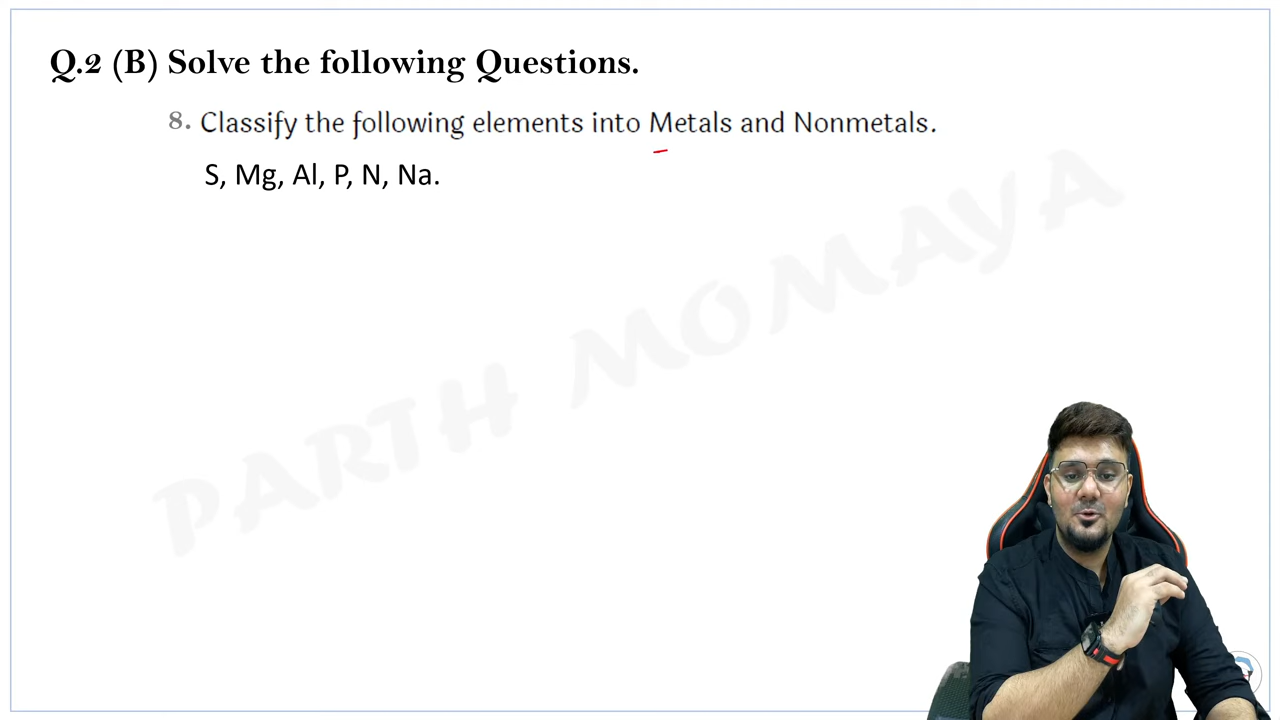 Q.2 (B) Solve the following Questions.
8. Classify the following elements into Metals and Nonmetals.
S, Mg, Al, P, N, Na.
PARTH MOMAYA